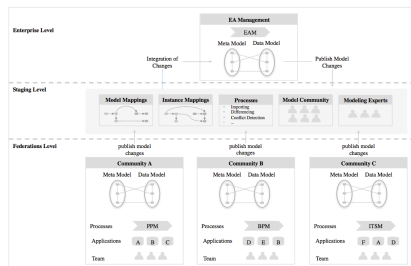 EA Management
Enterprise Level
EAM
Meta Model Data Model
Integration of Changes
Publish Model Changes
Staging Level
Model Mappings
Instance Mappings
Processes
- Importing
- Differencing
- Conflict Detection
- ...
Model Community
Modeling Experts
Federations Level
publish model changes
publish model changes
publish model changes
Community A
Meta Model Data Model
Processes PPM
Applications A B C
Team
Community B
Meta Model Data Model
Processes BPM
Applications D E B
Team
Community C
Meta Model Data Model
Processes ITSM
Applications F A D
Team